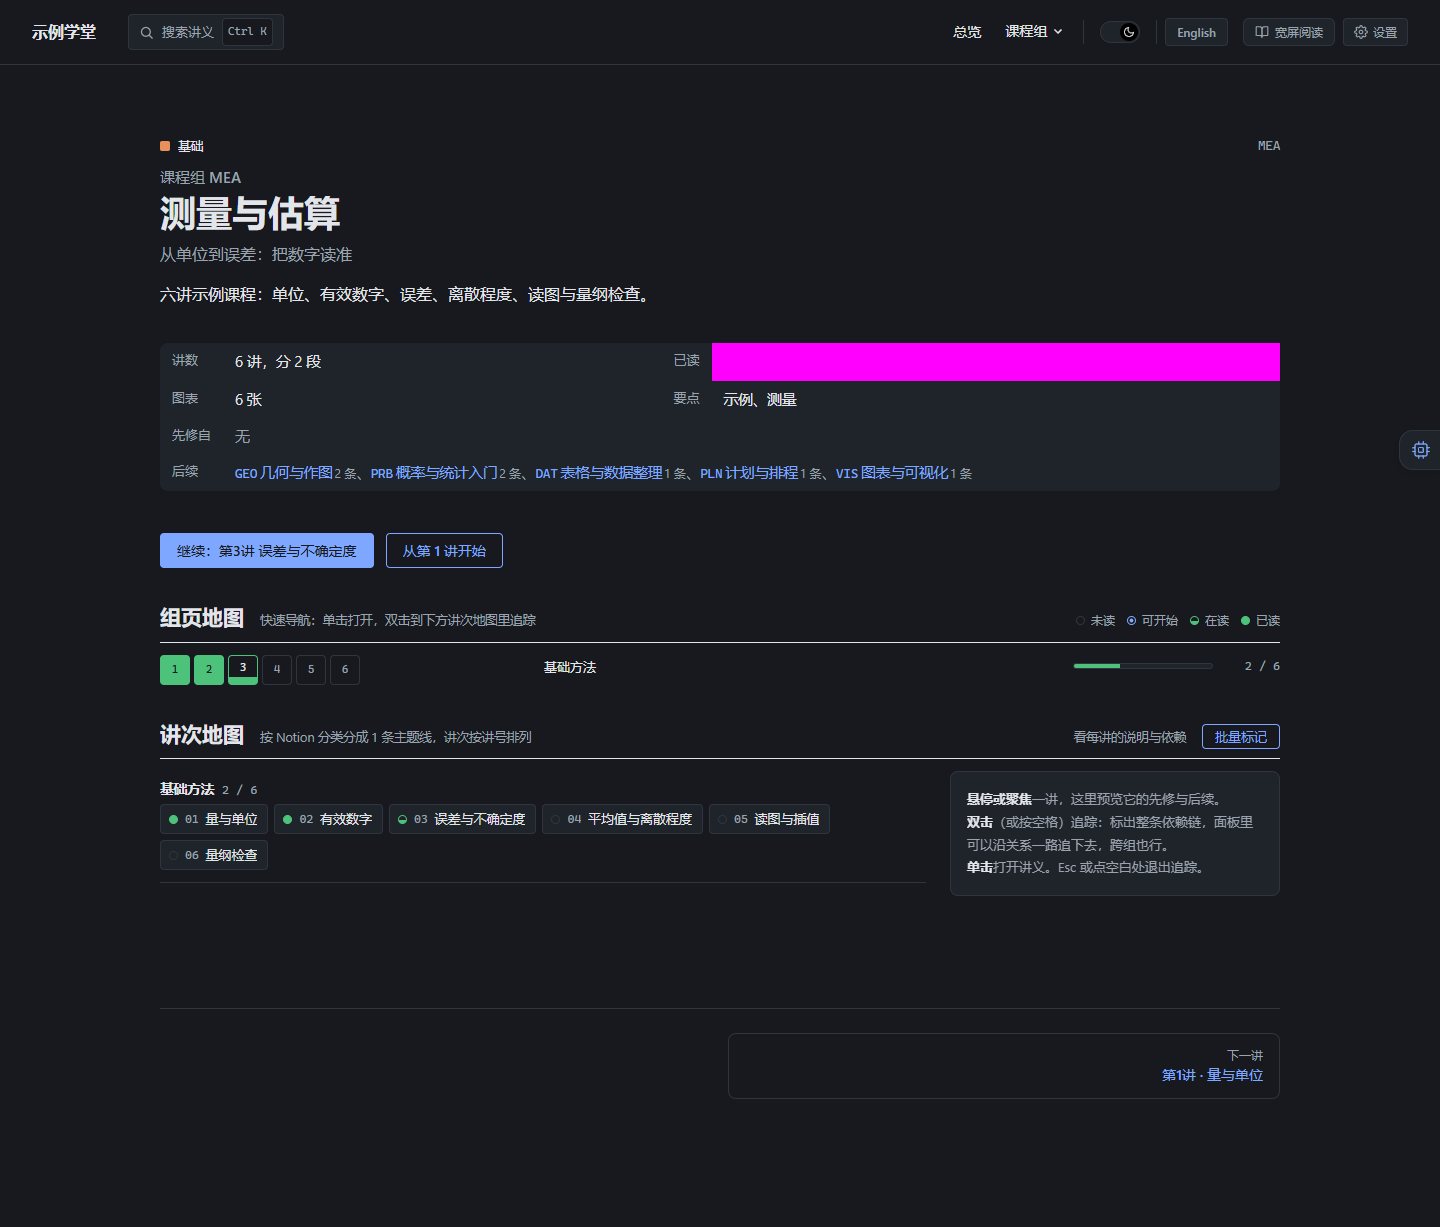 示例学堂
搜索讲义 Ctrl K
总览
课程组
English
宽屏阅读
设置
基础
MEA
课程组 MEA
测量与估算
从单位到误差：把数字读准
六讲示例课程：单位、有效数字、误差、离散程度、读图与量纲检查。
讲数 6 讲，分 2 段
已读
图表 6 张
要点 示例、测量
先修自 无
后续 GEO 几何与作图 2 条、PRB 概率与统计入门 2 条、DAT 表格与数据整理 1 条、PLN 计划与排程 1 条、VIS 图表与可视化 1 条
继续：第3讲 误差与不确定度
从第 1 讲开始
组页地图 快速导航：单击打开，双击到下方讲次地图里追踪
未读 可开始 在读 已读
1 2 3 4 5 6
基础方法
2 / 6
讲次地图 按 Notion 分类分成 1 条主题线，讲次按讲号排列
看每讲的说明与依赖
批量标记
基础方法 2 / 6
01 量与单位
02 有效数字
03 误差与不确定度
04 平均值与离散程度
05 读图与插值
06 量纲检查
悬停或聚焦一讲，这里预览它的先修与后续。
双击（或按空格）追踪：标出整条依赖链，面板里
可以沿关系一路追下去，跨组也行。
单击打开讲义。Esc 或点空白处退出追踪。
下一讲
第1讲 · 量与单位